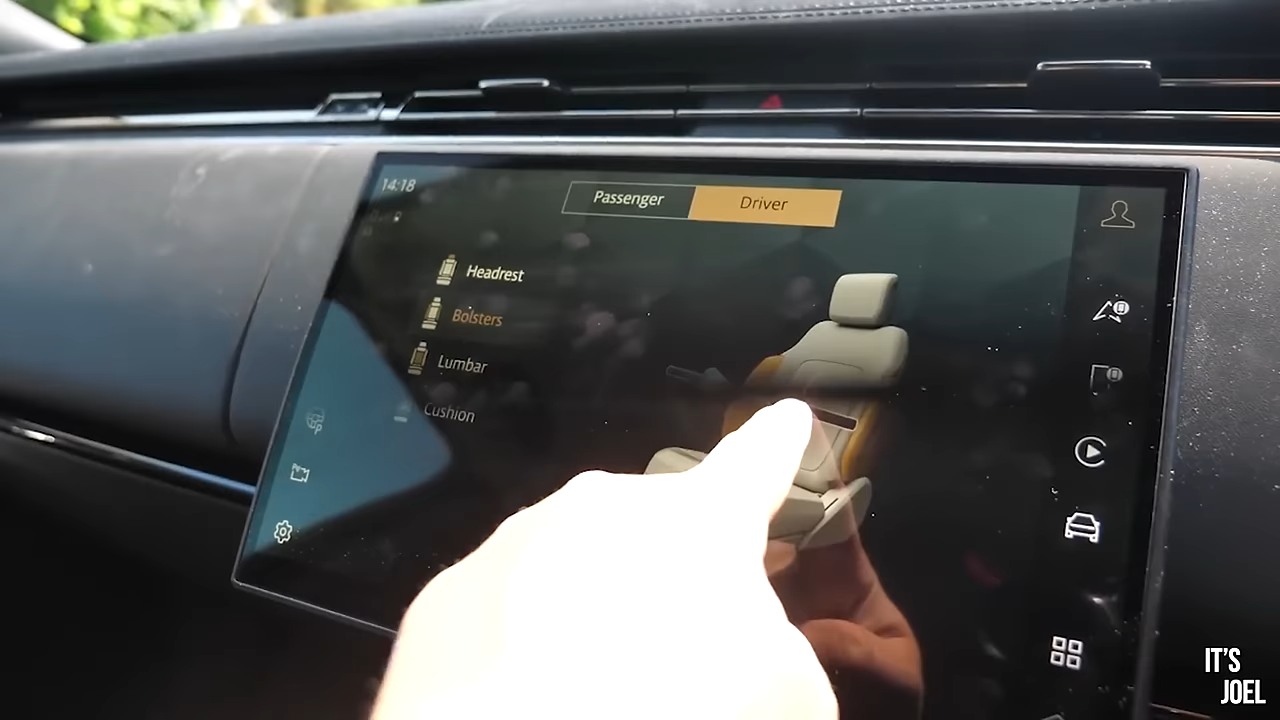 14:18
Passenger
Driver
Headrest
Bolsters
Lumbar
Cushion
IT'S
JOEL